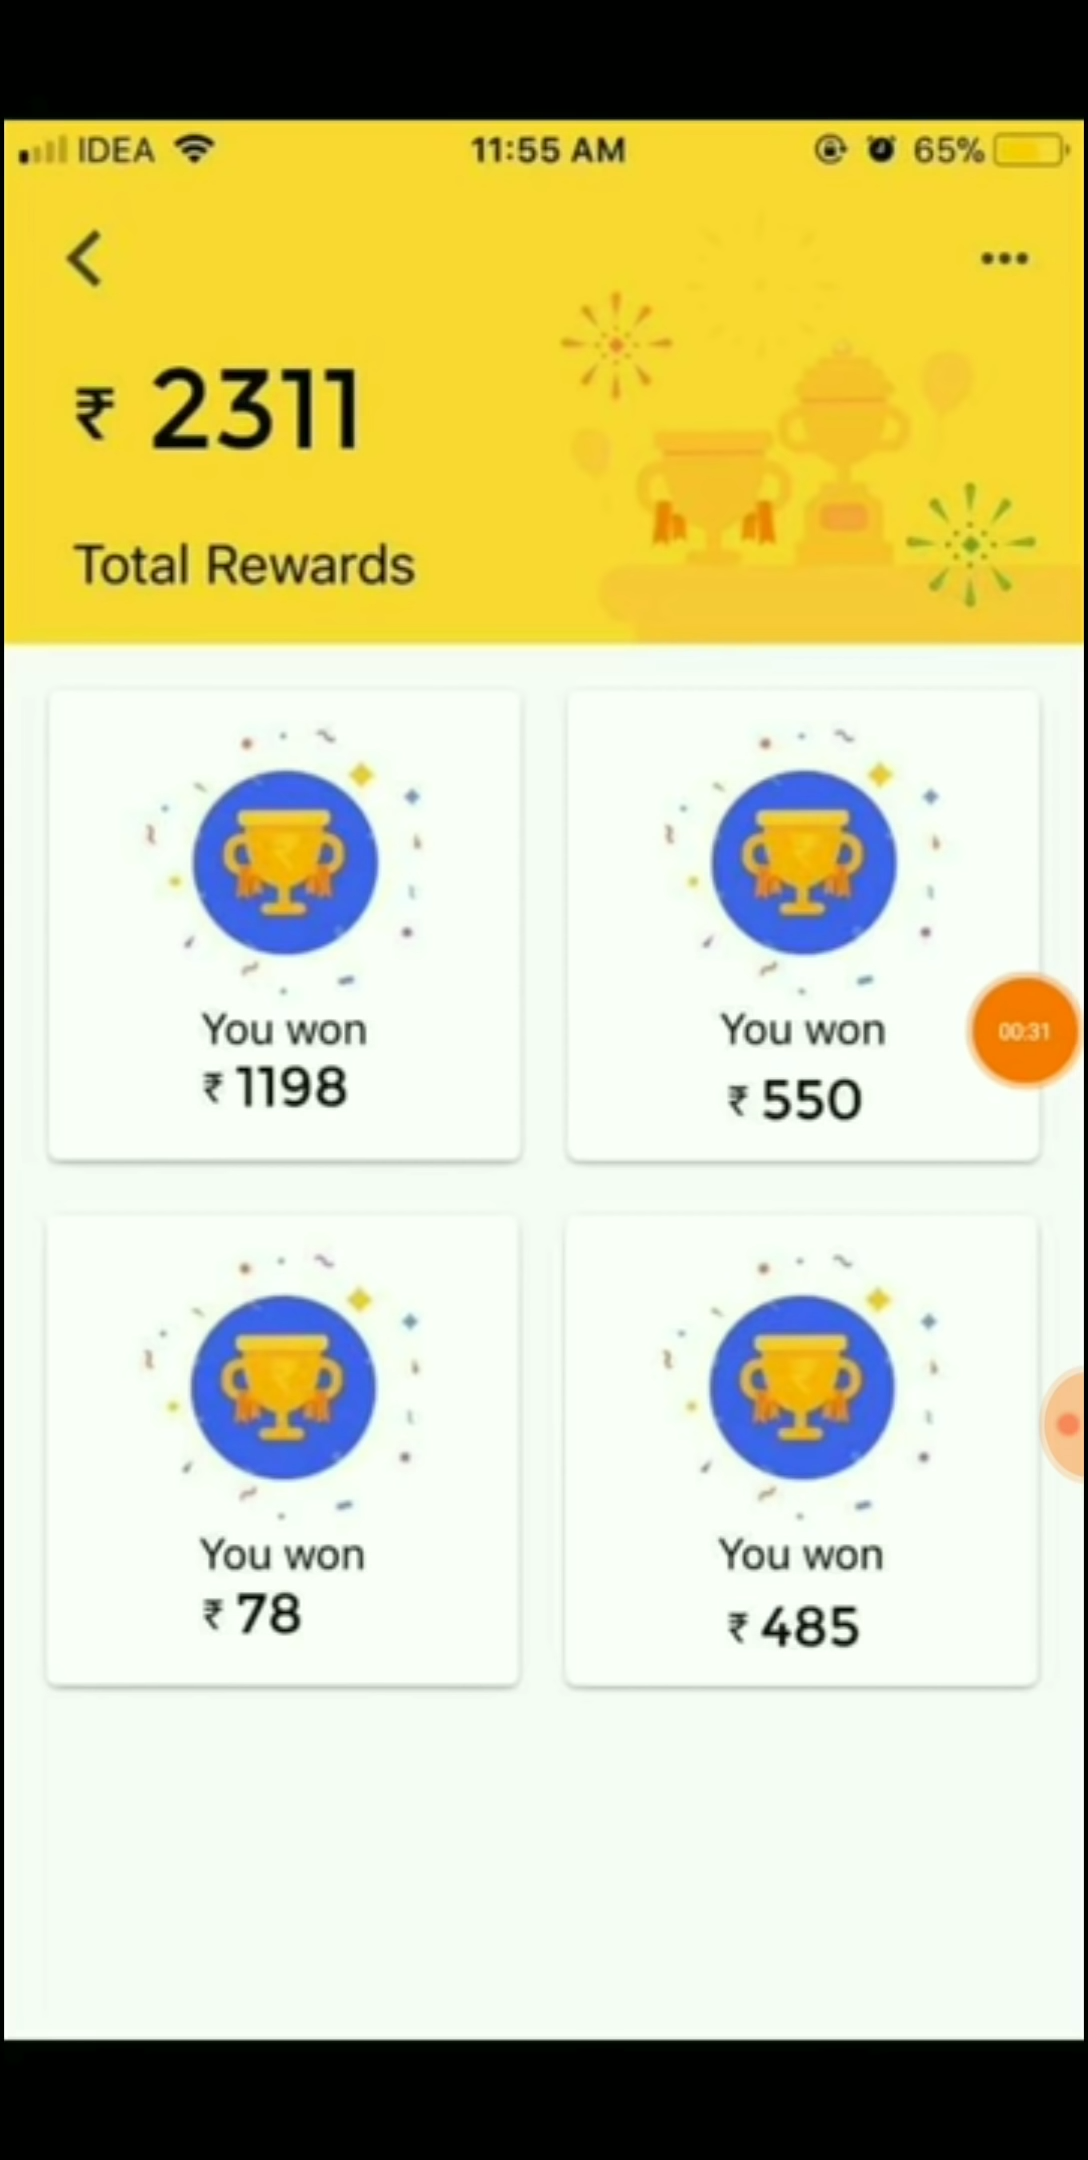 IDEA 11:55 AM 65%
₹ 2311
Total Rewards
You won
₹ 1198
You won
₹ 550
00:31
You won
₹ 78
You won
₹ 485